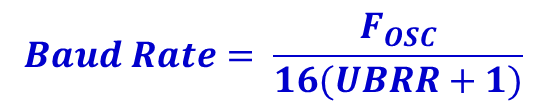 Baud Rate = F_OSC / 16(UBRR + 1)